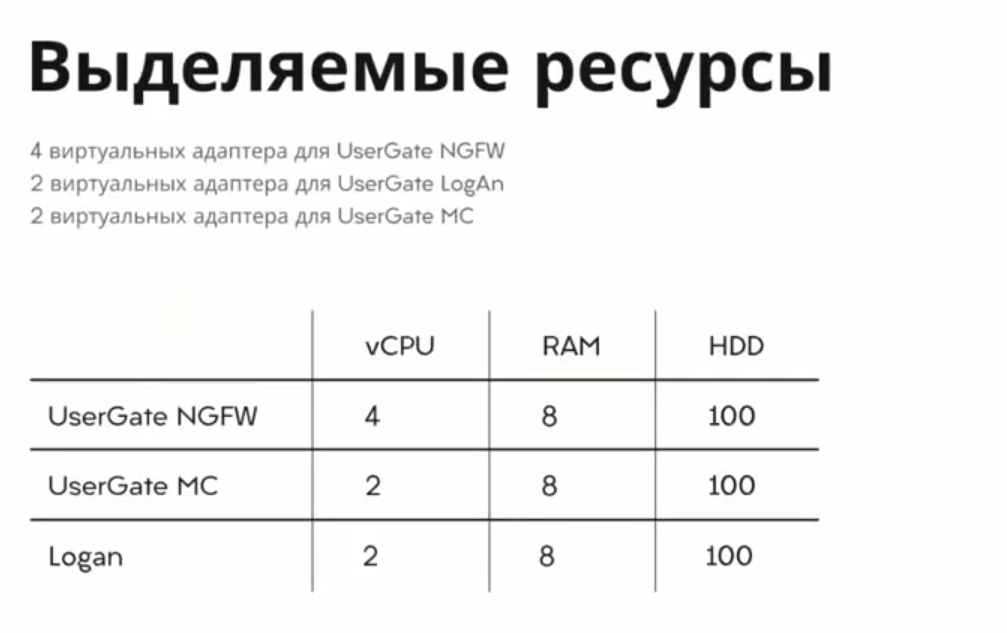 Выделяемые ресурсы
4 виртуальных адаптера для UserGate NGFW
2 виртуальных адаптера для UserGate LogAn
2 виртуальных адаптера для UserGate MC
vCPU RAM HDD
UserGate NGFW 4 8 100
UserGate MC 2 8 100
Logan 2 8 100